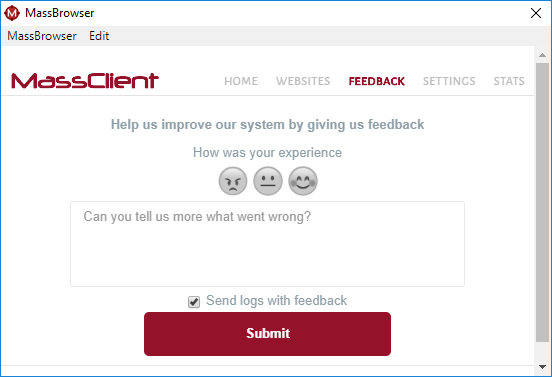 MassBrowser
MassBrowser Edit
MassClient HOME WEBSITES FEEDBACK SETTINGS STATS
Help us improve our system by giving us feedback
How was your experience
Can you tell us more what went wrong?
Send logs with feedback
Submit